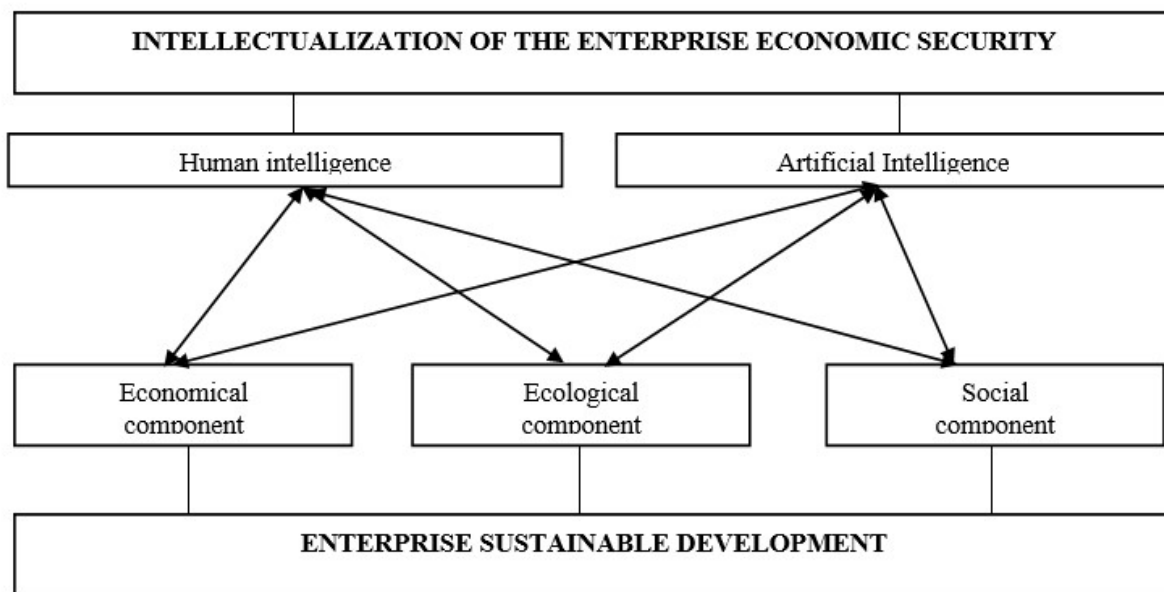 INTELLECTUALIZATION OF THE ENTERPRISE ECONOMIC SECURITY
Human intelligence
Artificial Intelligence
Economical
component
Ecological
component
Social
component
ENTERPRISE SUSTAINABLE DEVELOPMENT